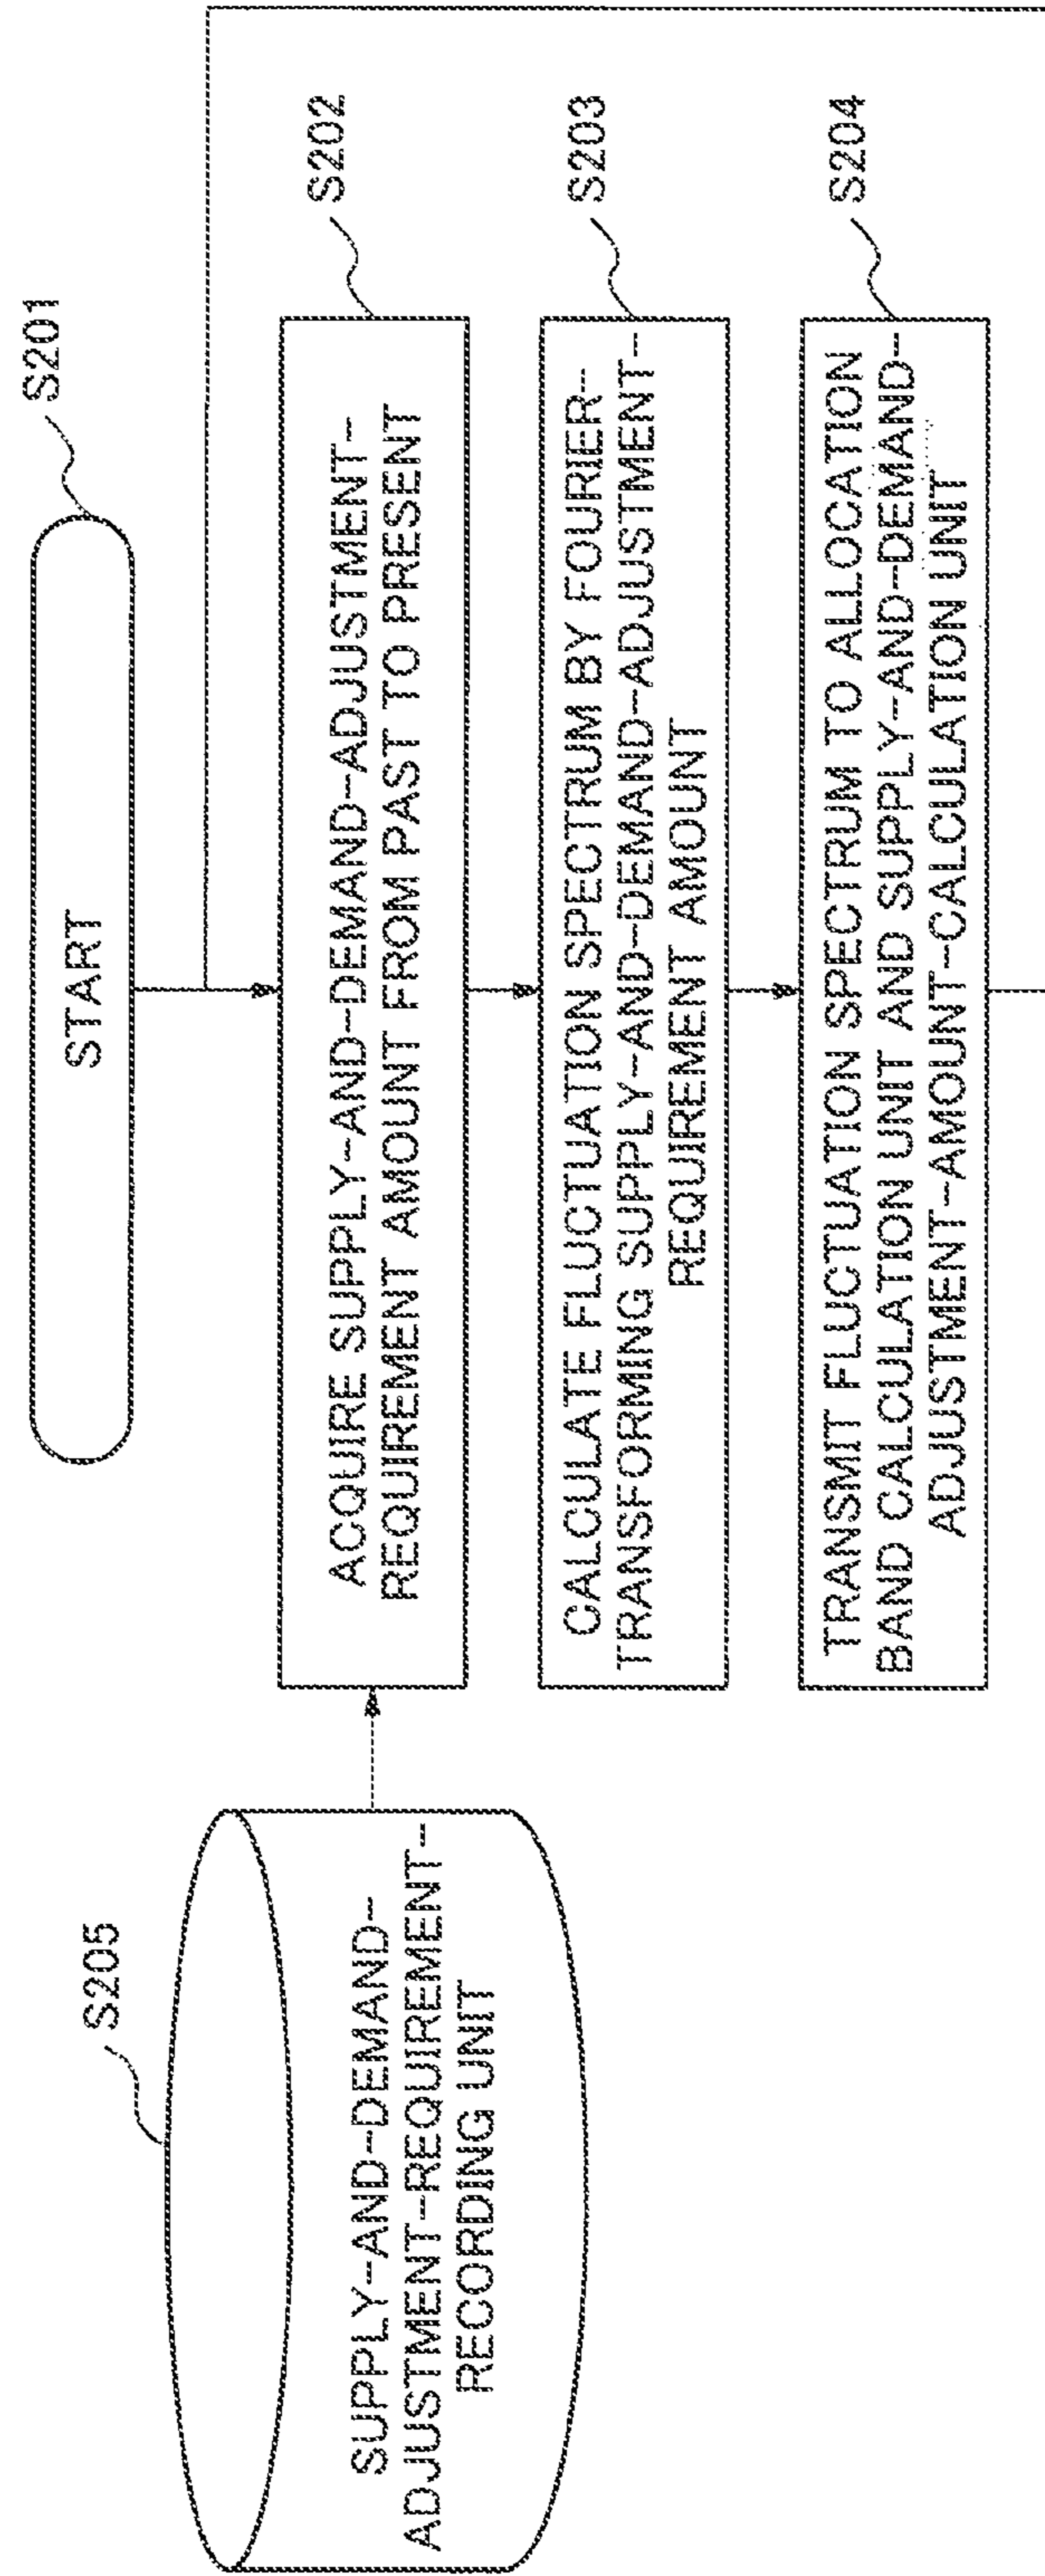 START
S201
ACQUIRE SUPPLY-AND-DEMAND-ADJUSTMENT-
REQUIREMENT AMOUNT FROM PAST TO PRESENT
S202
CALCULATE FLUCTUATION SPECTRUM BY FOURIER-
TRANSFORMING SUPPLY-AND-DEMAND-ADJUSTMENT-
REQUIREMENT AMOUNT
S203
TRANSMIT FLUCTUATION SPECTRUM TO ALLOCATION
BAND CALCULATION UNIT AND SUPPLY-AND-DEMAND-
ADJUSTMENT-AMOUNT-CALCULATION UNIT
S204
S205
SUPPLY-AND-DEMAND-
ADJUSTMENT-REQUIREMENT-
RECORDING UNIT